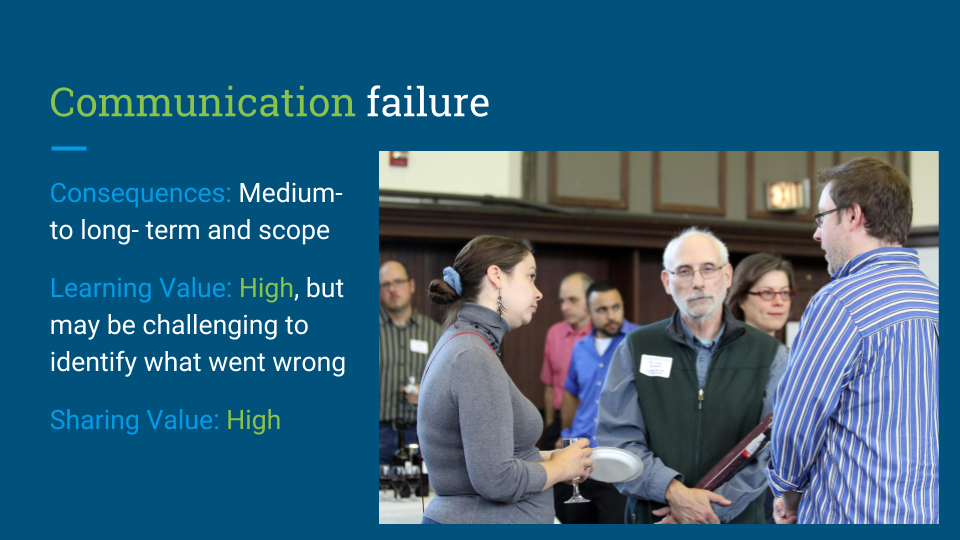 Communication failure
Consequences: Medium-
to long- term and scope
Learning Value: High, but
may be challenging to
identify what went wrong
Sharing Value: High